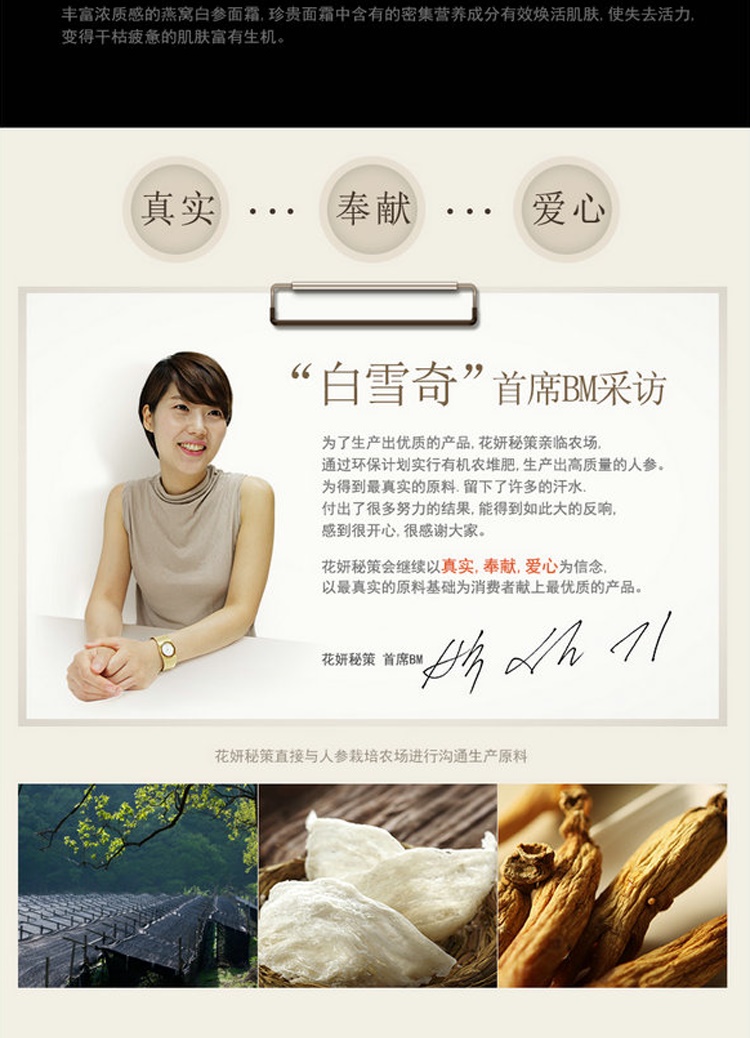 丰富浓质感的燕窝白参面霜, 珍贵面霜中含有的密集营养成分有效焕活肌肤, 使失去活力,
变得干枯疲惫的肌肤富有生机。
真实 ... 奉献 ... 爱心
“白雪奇”首席BM采访
为了生产出优质的产品, 花妍秘策亲临农场,
通过环保计划实行有机农堆肥, 生产出高质量的人参。
为得到最真实的原料. 留下了许多的汗水.
付出了很多努力的结果, 能得到如此大的反响,
感到很开心, 很感谢大家。
花妍秘策会继续以真实, 奉献, 爱心为信念,
以最真实的原料基础为消费者献上最优质的产品。
花妍秘策 首席BM
花妍秘策直接与人参栽培农场进行沟通生产原料